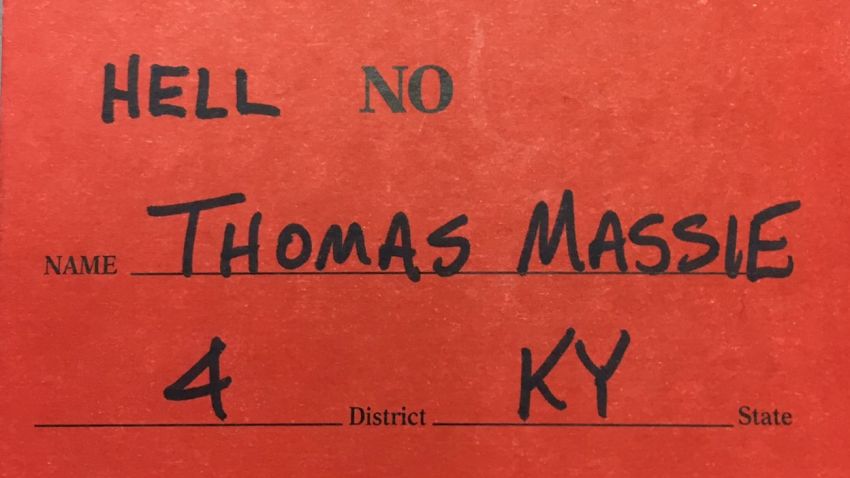 HELL NO
NAME THOMAS MASSIE
4 District KY State